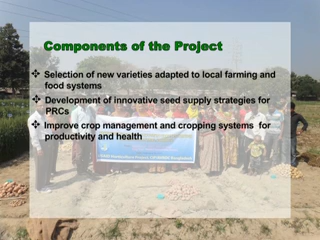 Components of the Project
❖ Selection of new varieties adapted to local farming and
food systems
❖ Development of innovative seed supply strategies for
PRCs
❖ Improve crop management and cropping systems for
productivity and health